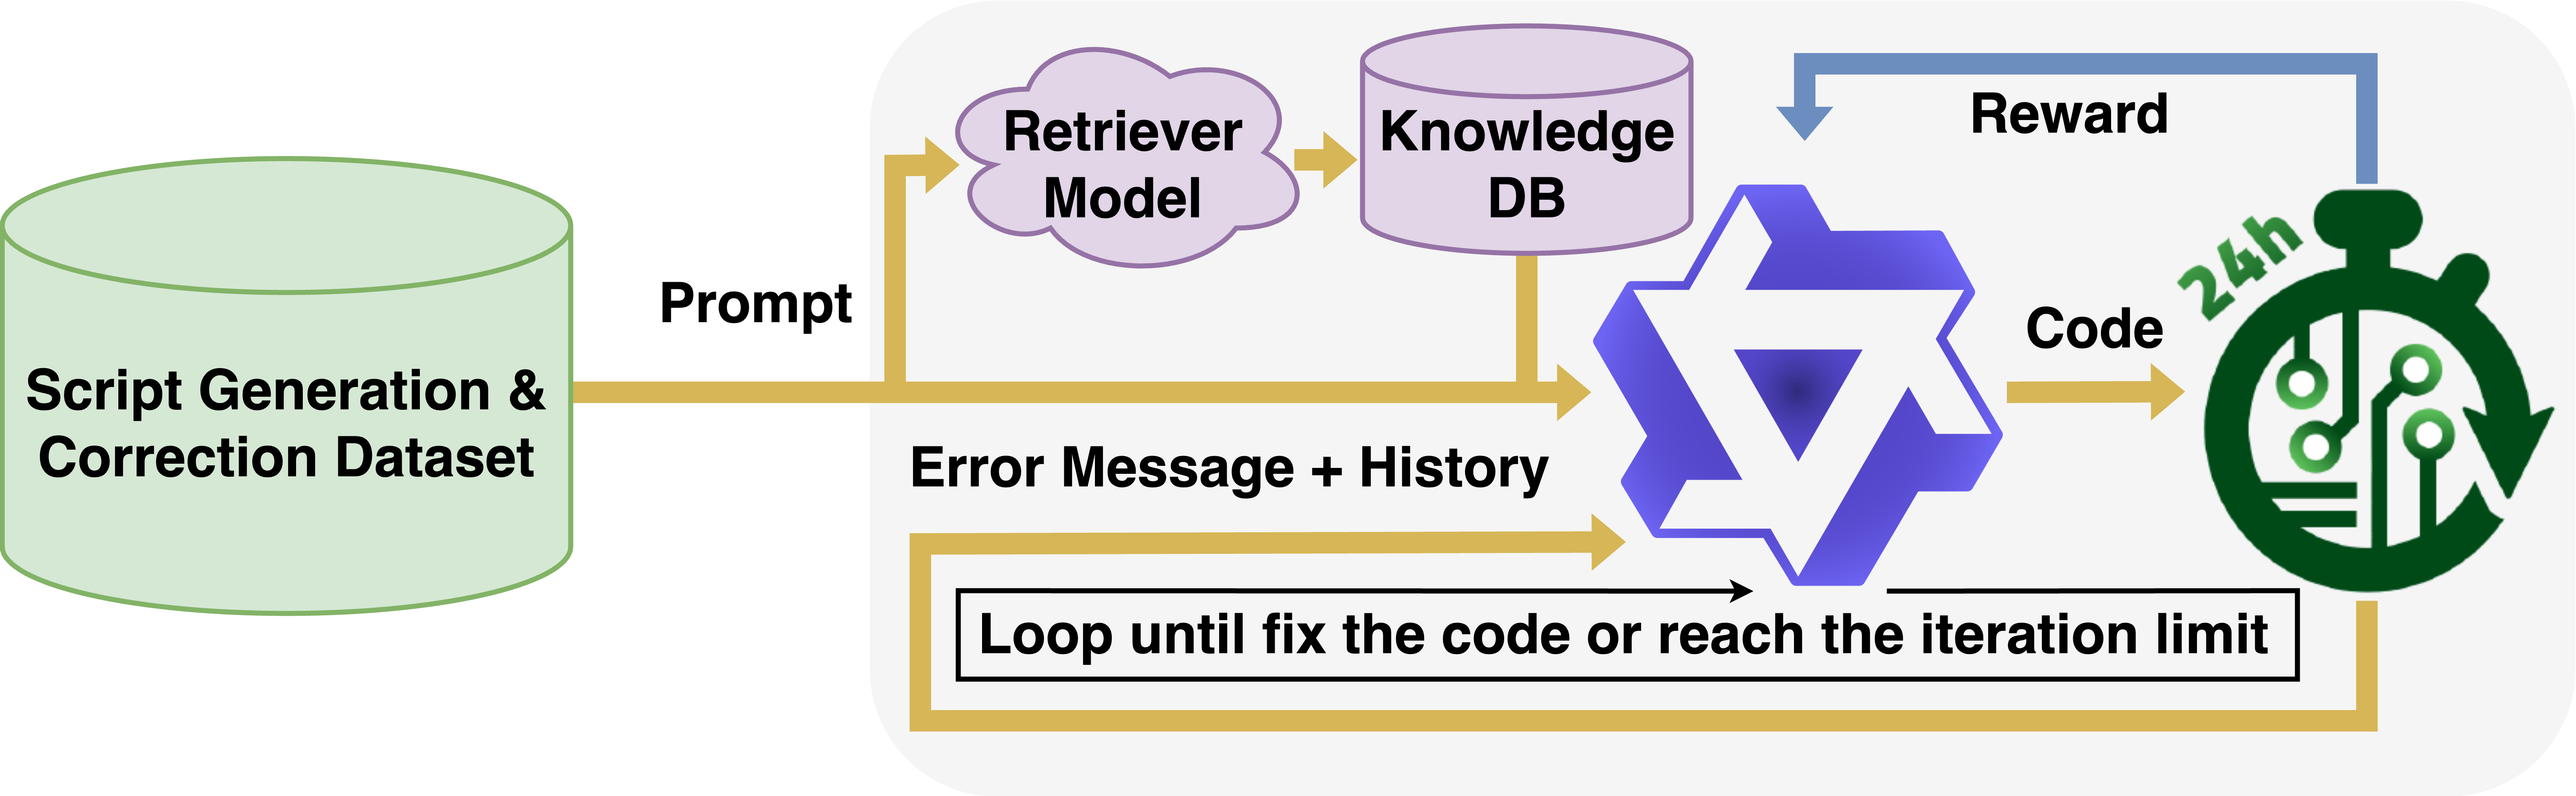 Script Generation &
Correction Dataset
Prompt
Retriever
Model
Knowledge
DB
Reward
Code
24h
Error Message + History
Loop until fix the code or reach the iteration limit